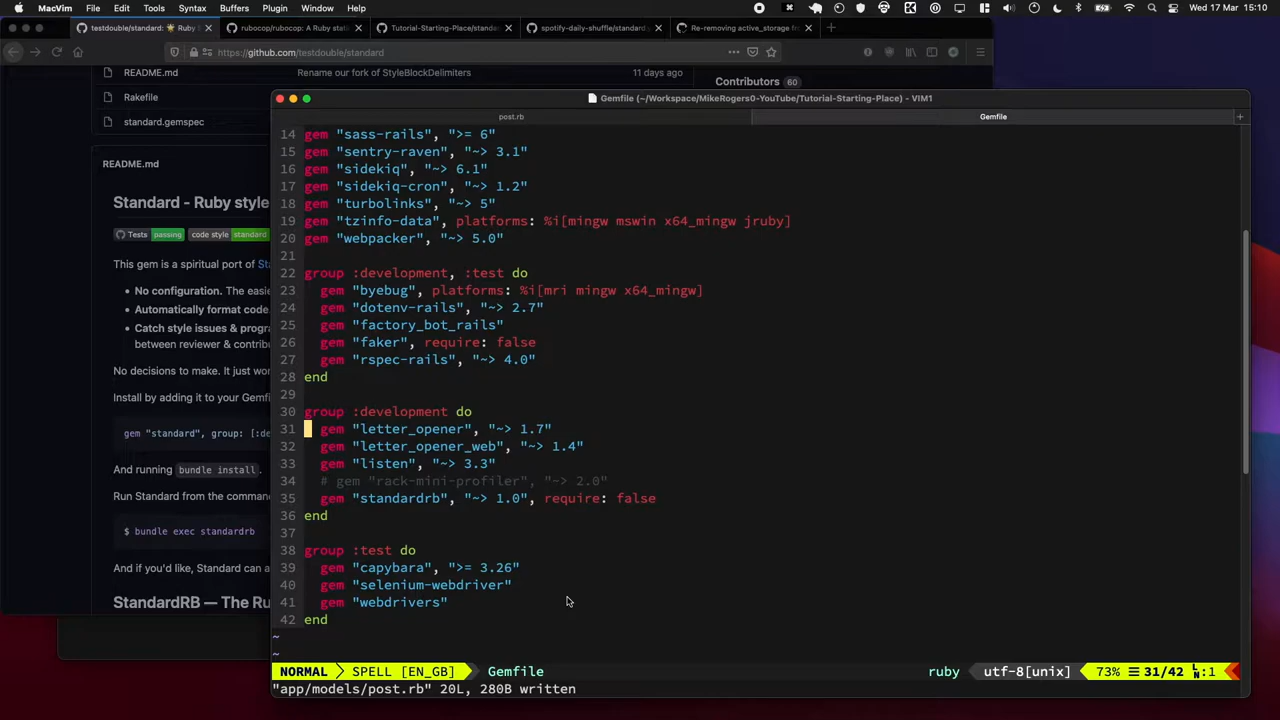 MacVim File Edit Tools Syntax Buffers Plugin Window Help Wed 17 Mar 15:10
testdouble/standard: 🌟 Ruby S rubocop/rubocop: A Ruby stati Tutorial-Starting-Place/standard. spotify-daily-shuffle/standard. Re-removing active_storage fr
https://github.com/testdouble/standard
README.md Rename our fork of StyleBlockDelimiters 11 days ago
Contributors 60
Rakefile
standard.gemspec
README.md
Standard - Ruby style
Tests passing code style standard
This gem is a spiritual port of St
No configuration. The easie
Automatically format code.
Catch style issues & progra
between reviewer & contribu
No decisions to make. It just wor
Install by adding it to your Gemfi
gem "standard", group: [:de
And running bundle install.
Run Standard from the comman
$ bundle exec standardrb
And if you'd like, Standard can a
StandardRB — The Ru
Gemfile (~/Workspace/MikeRogers0-YouTube/Tutorial-Starting-Place) - VIM1
post.rb Gemfile
14 gem "sass-rails", ">= 6"
15 gem "sentry-raven", "~> 3.1"
16 gem "sidekiq", "~> 6.1"
17 gem "sidekiq-cron", "~> 1.2"
18 gem "turbolinks", "~> 5"
19 gem "tzinfo-data", platforms: %i[mingw mswin x64_mingw jruby]
20 gem "webpacker", "~> 5.0"
21
22 group :development, :test do
23 gem "byebug", platforms: %i[mri mingw x64_mingw]
24 gem "dotenv-rails", "~> 2.7"
25 gem "factory_bot_rails"
26 gem "faker", require: false
27 gem "rspec-rails", "~> 4.0"
28 end
29
30 group :development do
31 gem "letter_opener", "~> 1.7"
32 gem "letter_opener_web", "~> 1.4"
33 gem "listen", "~> 3.3"
34 # gem "rack-mini-profiler", "~> 2.0"
35 gem "standardrb", "~> 1.0", require: false
36 end
37
38 group :test do
39 gem "capybara", ">= 3.26"
40 gem "selenium-webdriver"
41 gem "webdrivers"
42 end
~
~
NORMAL SPELL [EN_GB] Gemfile ruby utf-8[unix] 73% ☰ 31/42 :1
"app/models/post.rb" 20L, 280B written